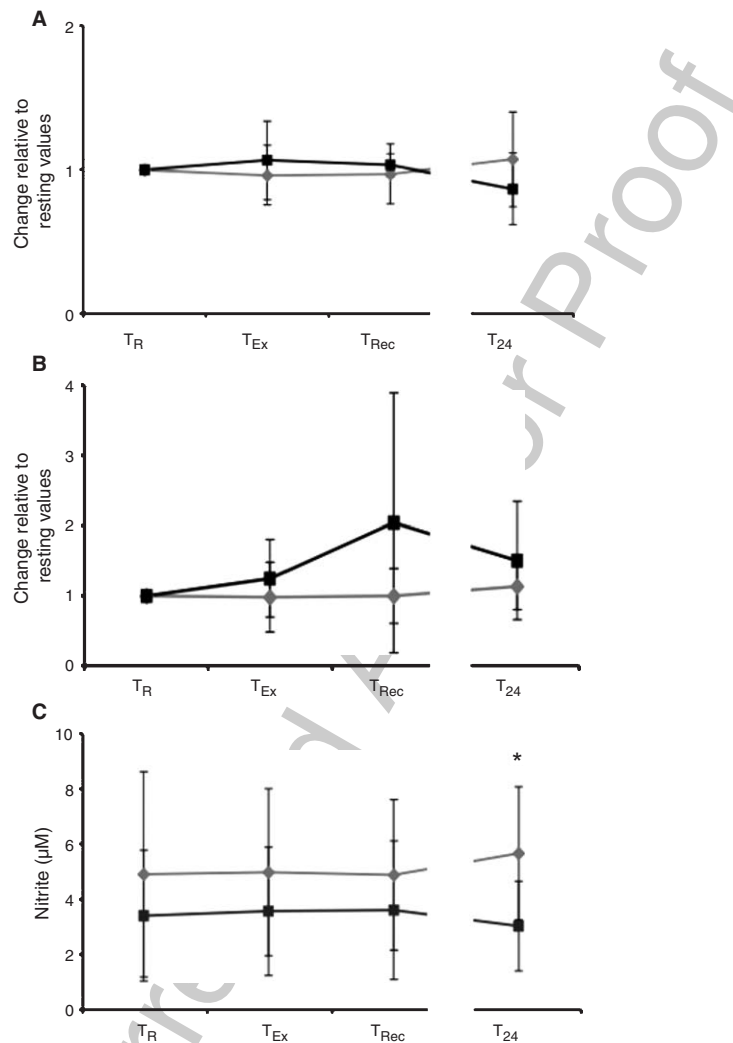 A
2
Change relative to
resting values
1
0
TR
TEx
TRec
T24
B
4
3
Change relative to
resting values
2
1
0
TR
TEx
TRec
T24
C
10
*
8
6
Nitrite (μM)
4
2
0
TR
TEx
TRec
T24
or Proof